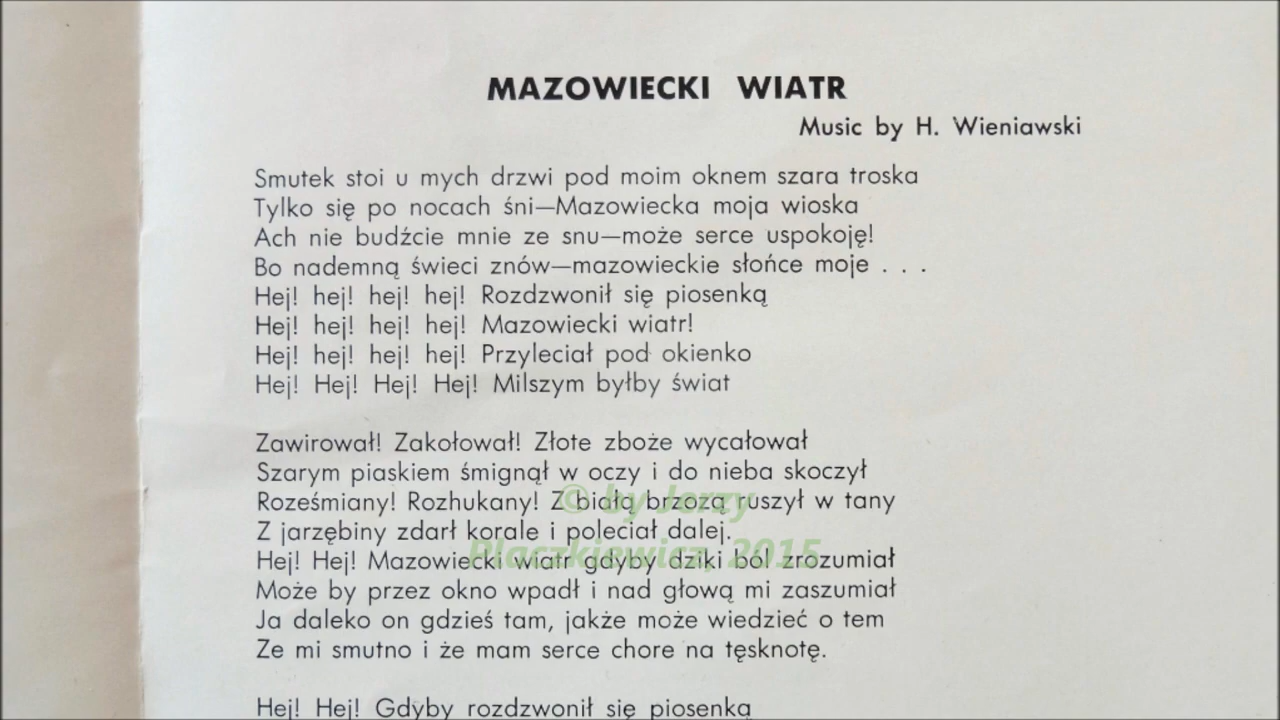 MAZOWIECKI WIATR
Music by H. Wieniawski
Smutek stoi u mych drzwi pod moim oknem szara troska
Tylko się po nocach śni—Mazowiecka moja wioska
Ach nie budźcie mnie ze snu—może serce uspokoję!
Bo nademną świeci znów—mazowieckie słońce moje . . .
Hej! hej! hej! hej! Rozdzwonił się piosenką
Hej! hej! hej! hej! Mazowiecki wiatr!
Hej! hej! hej! hej! Przyleciał pod okienko
Hej! Hej! Hej! Hej! Milszym byłby świat
Zawirował! Zakołował! Złote zboże wycałował
Szarym piaskiem śmignął w oczy i do nieba skoczył
Roześmiany! Rozhukany! Z bidłą brzozą ruszył w tany
Z jarzębiny zdarł korale i poleciał dalej.
Hej! Hej! Mazowiecki wiatr gdyby dziki ból zrozumiał
Może by przez okno wpadł i nad głową mi zaszumiał
Ja daleko on gdzieś tam, jakże może wiedzieć o tem
Ze mi smutno i że mam serce chore na tęsknotę.
Hej! Hej! Gdyby rozdzwonił się piosenką
© by Jerzy
Płaczkiewicz, 2015